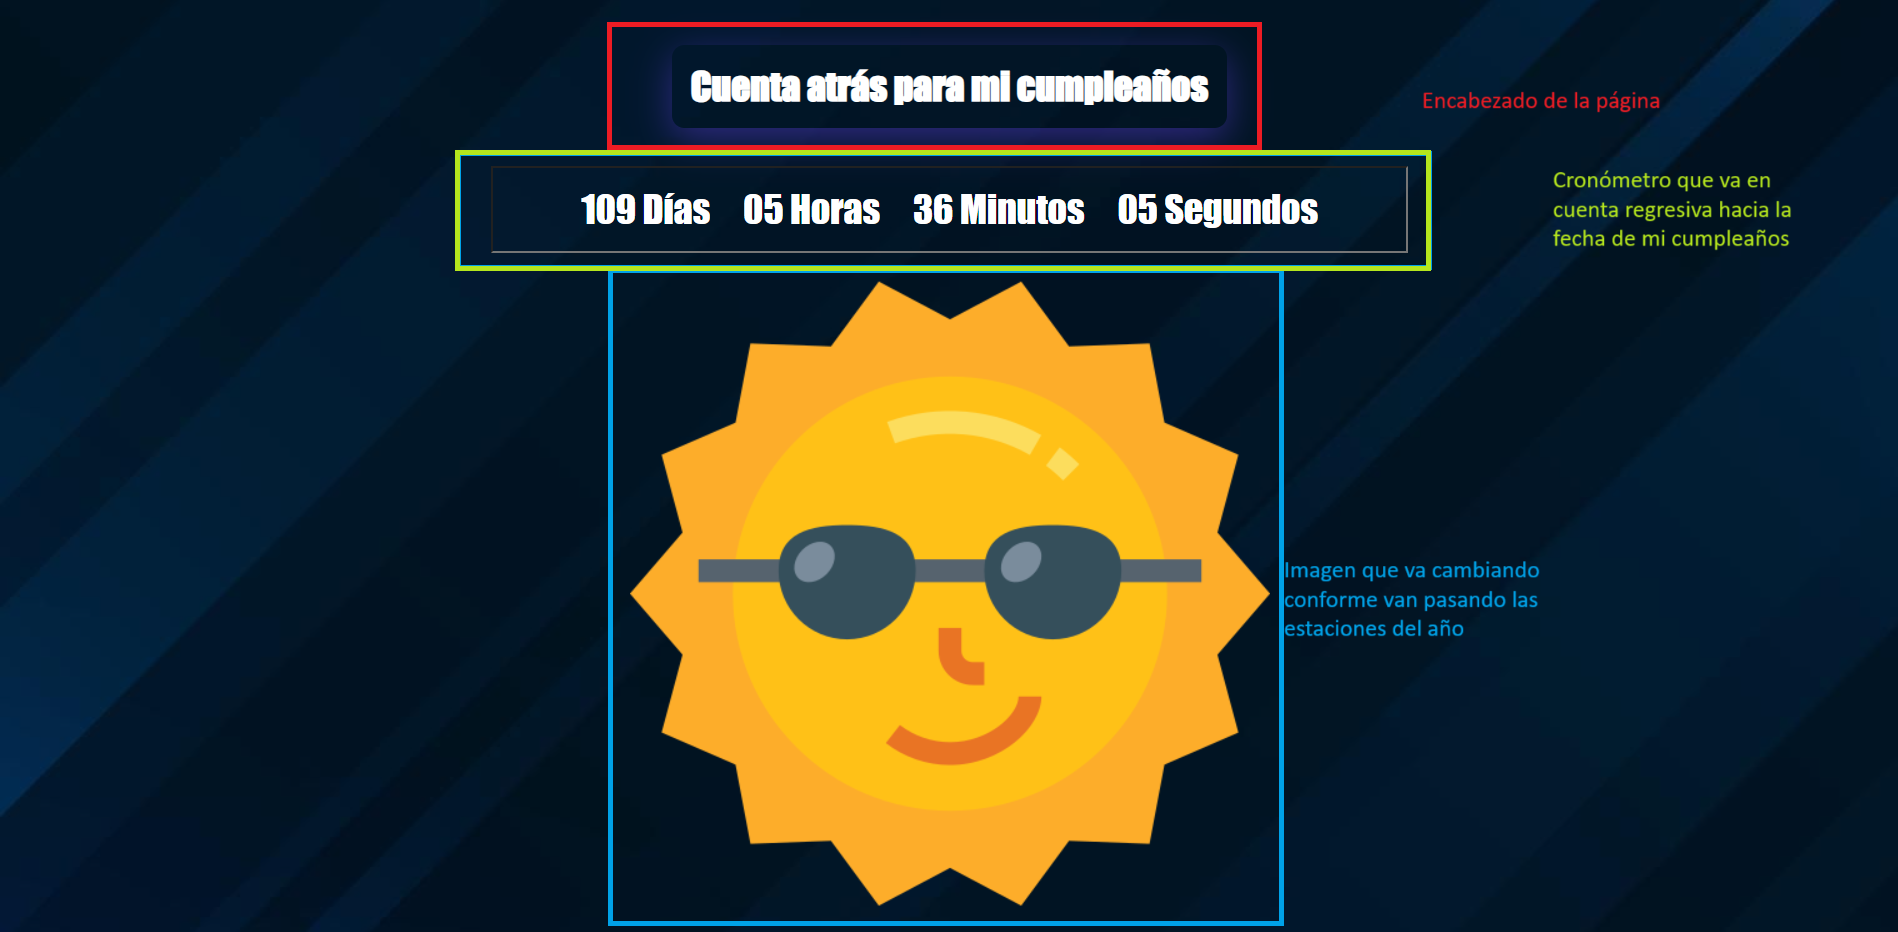 Cuenta atrás para mi cumpleaños
Encabezado de la página
109 Días 05 Horas 36 Minutos 05 Segundos
Cronómetro que va en
cuenta regresiva hacia la
fecha de mi cumpleaños
Imagen que va cambiando
conforme van pasando las
estaciones del año